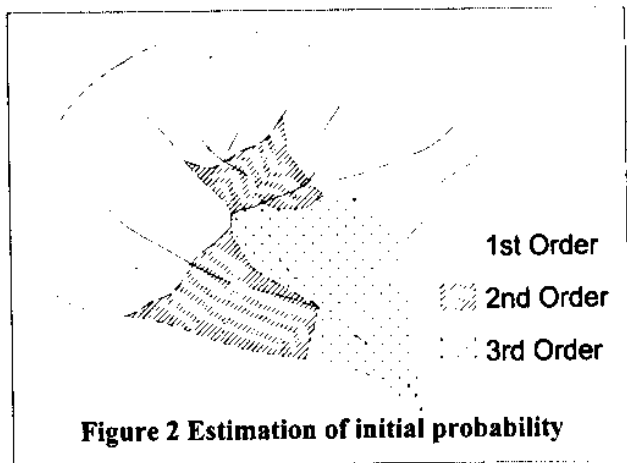 1st Order
2nd Order
3rd Order
Figure 2 Estimation of initial probability